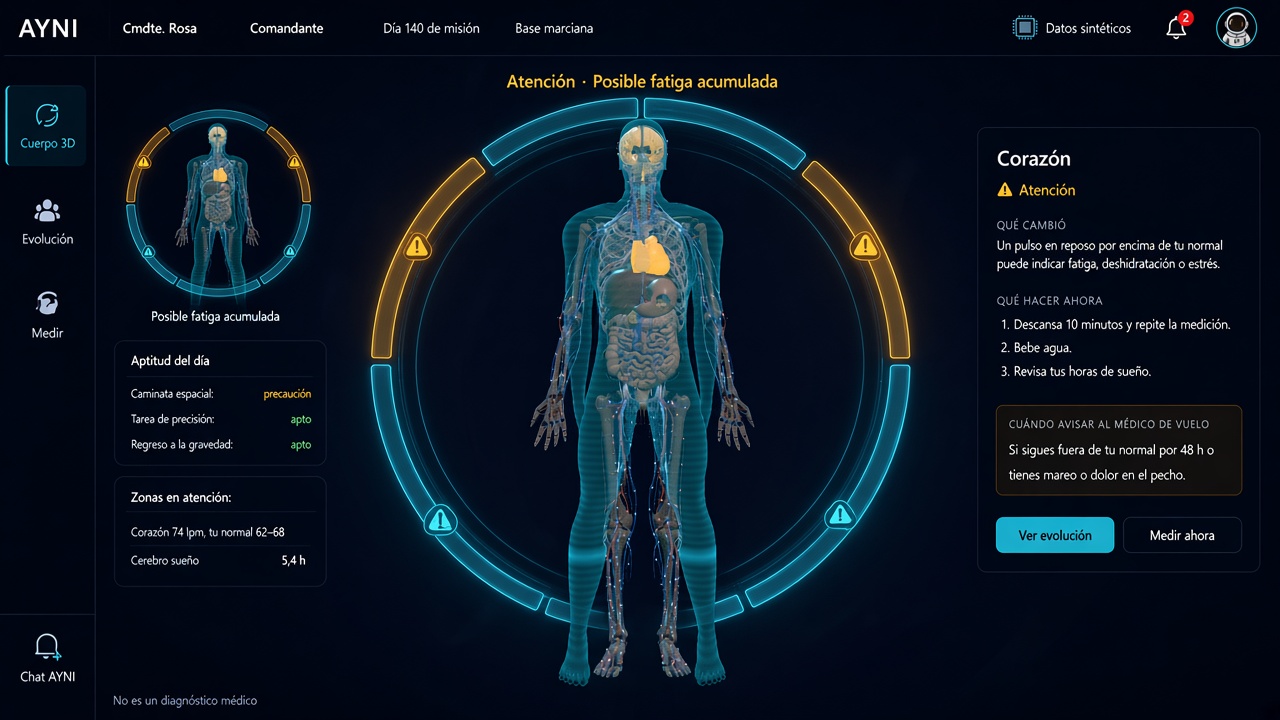 AYNI
Cmdte. Rosa
Comandante
Día 140 de misión
Base marciana
Datos sintéticos
2
Cuerpo 3D
Evolución
Medir
Chat AYNI
Posible fatiga acumulada
Aptitud del día
Caminata espacial: precaución
Tarea de precisión: apto
Regreso a la gravedad: apto
Zonas en atención:
Corazón 74 lpm, tu normal 62–68
Cerebro sueño 5,4 h
No es un diagnóstico médico
Atención · Posible fatiga acumulada
Corazón
Atención
QUÉ CAMBIÓ
Un pulso en reposo por encima de tu normal
puede indicar fatiga, deshidratación o estrés.
QUÉ HACER AHORA
1. Descansa 10 minutos y repite la medición.
2. Bebe agua.
3. Revisa tus horas de sueño.
CUÁNDO AVISAR AL MÉDICO DE VUELO
Si sigues fuera de tu normal por 48 h o
tienes mareo o dolor en el pecho.
Ver evolución
Medir ahora